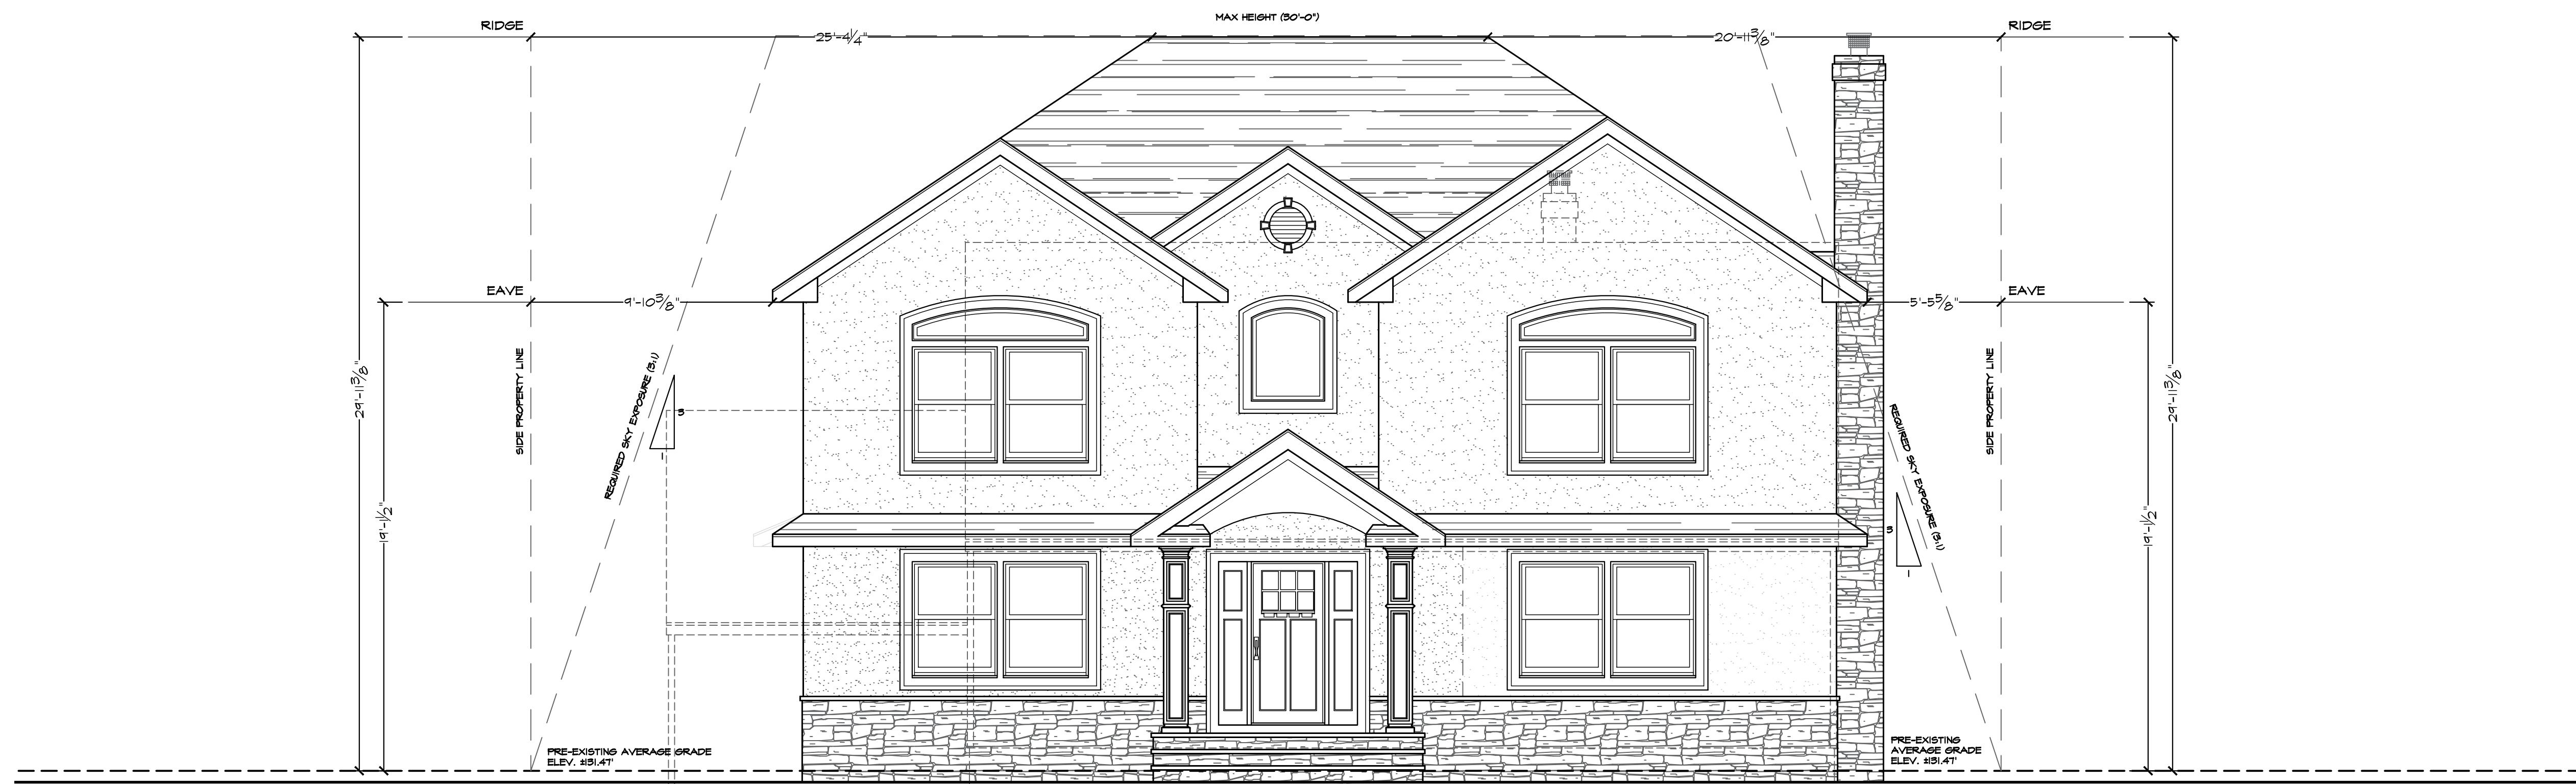 MAX HEIGHT (30'-0")
RIDGE
25'-4 1/4"
20'-11 3/8"
RIDGE
EAVE
9'-10 3/8"
5'-5 5/8"
EAVE
29'-11 3/8"
19'-1 1/2"
SIDE PROPERTY LINE
REQUIRED SKY EXPOSURE (3:1)
3
1
REQUIRED SKY EXPOSURE (3:1)
3
1
SIDE PROPERTY LINE
19'-1 1/2"
29'-11 3/8"
PRE-EXISTING AVERAGE GRADE
ELEV. ±131.47'
PRE-EXISTING
AVERAGE GRADE
ELEV. ±131.47'